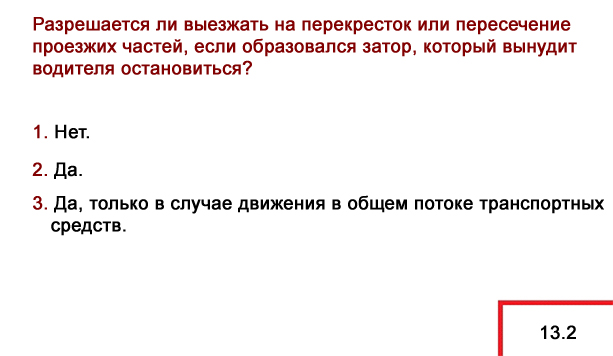 Разрешается ли выезжать на перекресток или пересечение
проезжих частей, если образовался затор, который вынудит
водителя остановиться?
1. Нет.
2. Да.
3. Да, только в случае движения в общем потоке транспортных
средств.
13.2